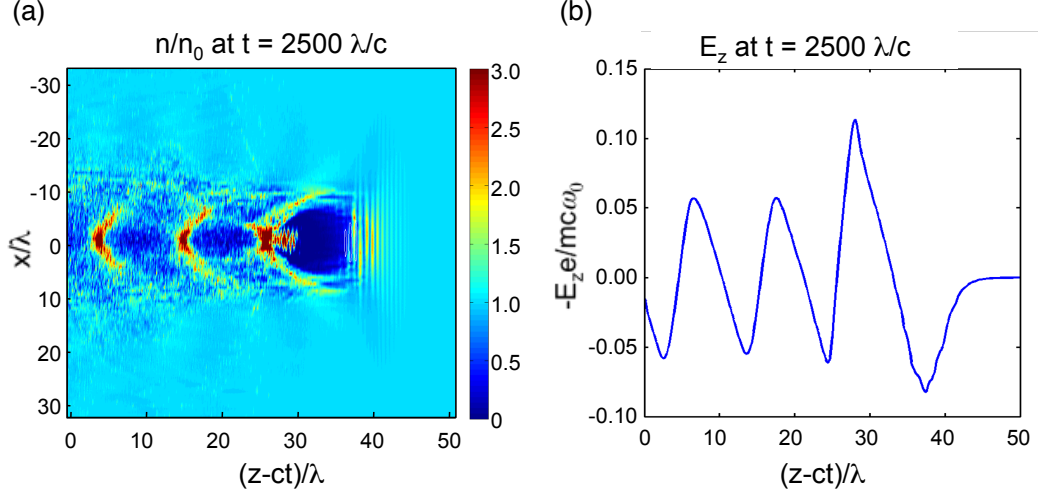 (a)
n/n₀ at t = 2500 λ/c
-30
-20
-10
0
10
20
30
x/λ
0 10 20 30 40 50
(z-ct)/λ
3.0
2.5
2.0
1.5
1.0
0.5
0
(b)
E_z at t = 2500 λ/c
0.15
0.10
0.05
0.00
-0.05
-0.10
-E_z e/mcω₀
0 10 20 30 40 50
(z-ct)/λ